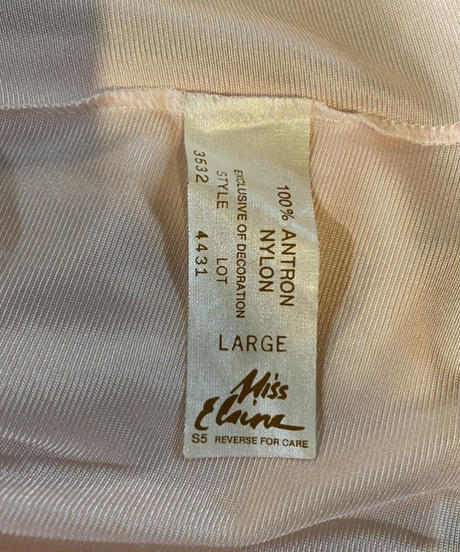 100% ANTRON
NYLON
EXCLUSIVE OF DECORATION
STYLE LOT
3532 4431
LARGE
Miss
Elaine
S5 REVERSE FOR CARE